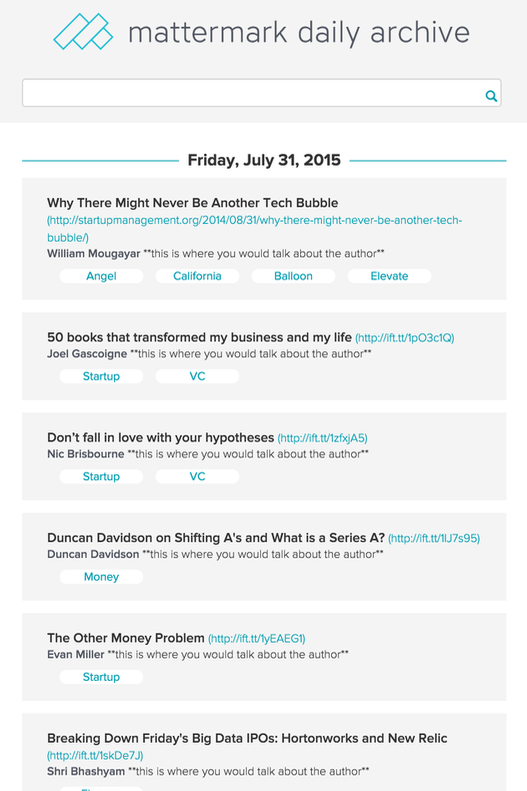 mattermark daily archive
Friday, July 31, 2015
Why There Might Never Be Another Tech Bubble
(http://startupmanagement.org/2014/08/31/why-there-might-never-be-another-tech-
bubble/)
William Mougayar **this is where you would talk about the author**
Angel California Balloon Elevate
50 books that transformed my business and my life (http://ift.tt/1pO3c1Q)
Joel Gascoigne **this is where you would talk about the author**
Startup VC
Don't fall in love with your hypotheses (http://ift.tt/1zfxjA5)
Nic Brisbourne **this is where you would talk about the author**
Startup VC
Duncan Davidson on Shifting A's and What is a Series A? (http://ift.tt/1lJ7s95)
Duncan Davidson **this is where you would talk about the author**
Money
The Other Money Problem (http://ift.tt/1yEAEG1)
Evan Miller **this is where you would talk about the author**
Startup
Breaking Down Friday's Big Data IPOs: Hortonworks and New Relic
(http://ift.tt/1skDe7J)
Shri Bhashyam **this is where you would talk about the author**